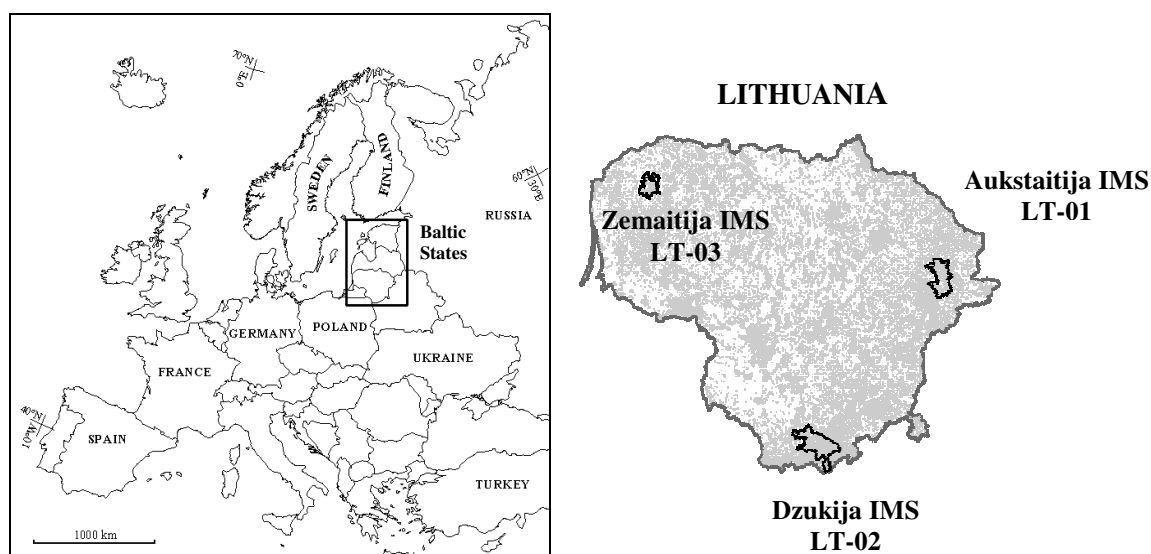 70°N
0°E
SWEDEN
FINLAND
60°N
30°E
RUSSIA
Baltic
States
GERMANY
POLAND
UKRAINE
FRANCE
40°N
10°W
SPAIN
TURKEY
1000 km
LITHUANIA
Aukstaitija IMS
LT-01
Zemaitija IMS
LT-03
Dzukija IMS
LT-02